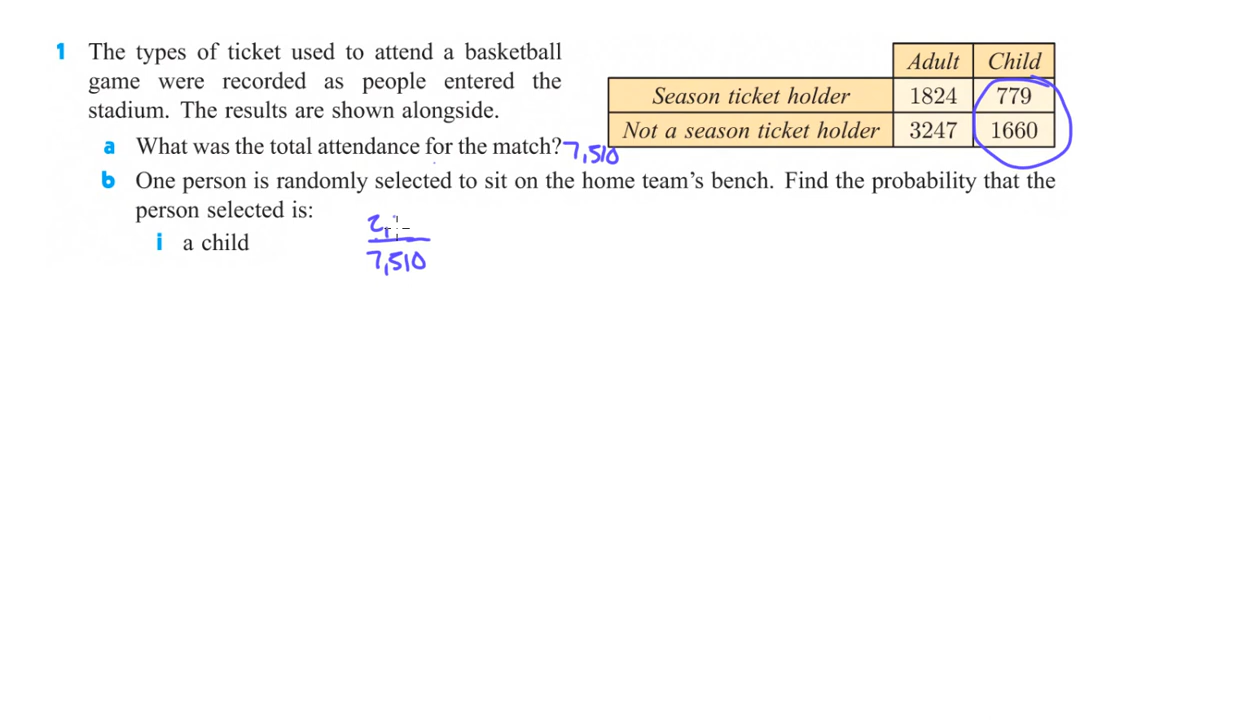 1 The types of ticket used to attend a basketball
game were recorded as people entered the
stadium. The results are shown alongside.
Adult Child
Season ticket holder 1824 779
Not a season ticket holder 3247 1660
a What was the total attendance for the match? 7,510
b One person is randomly selected to sit on the home team's bench. Find the probability that the
person selected is:
i a child
2,
7,510